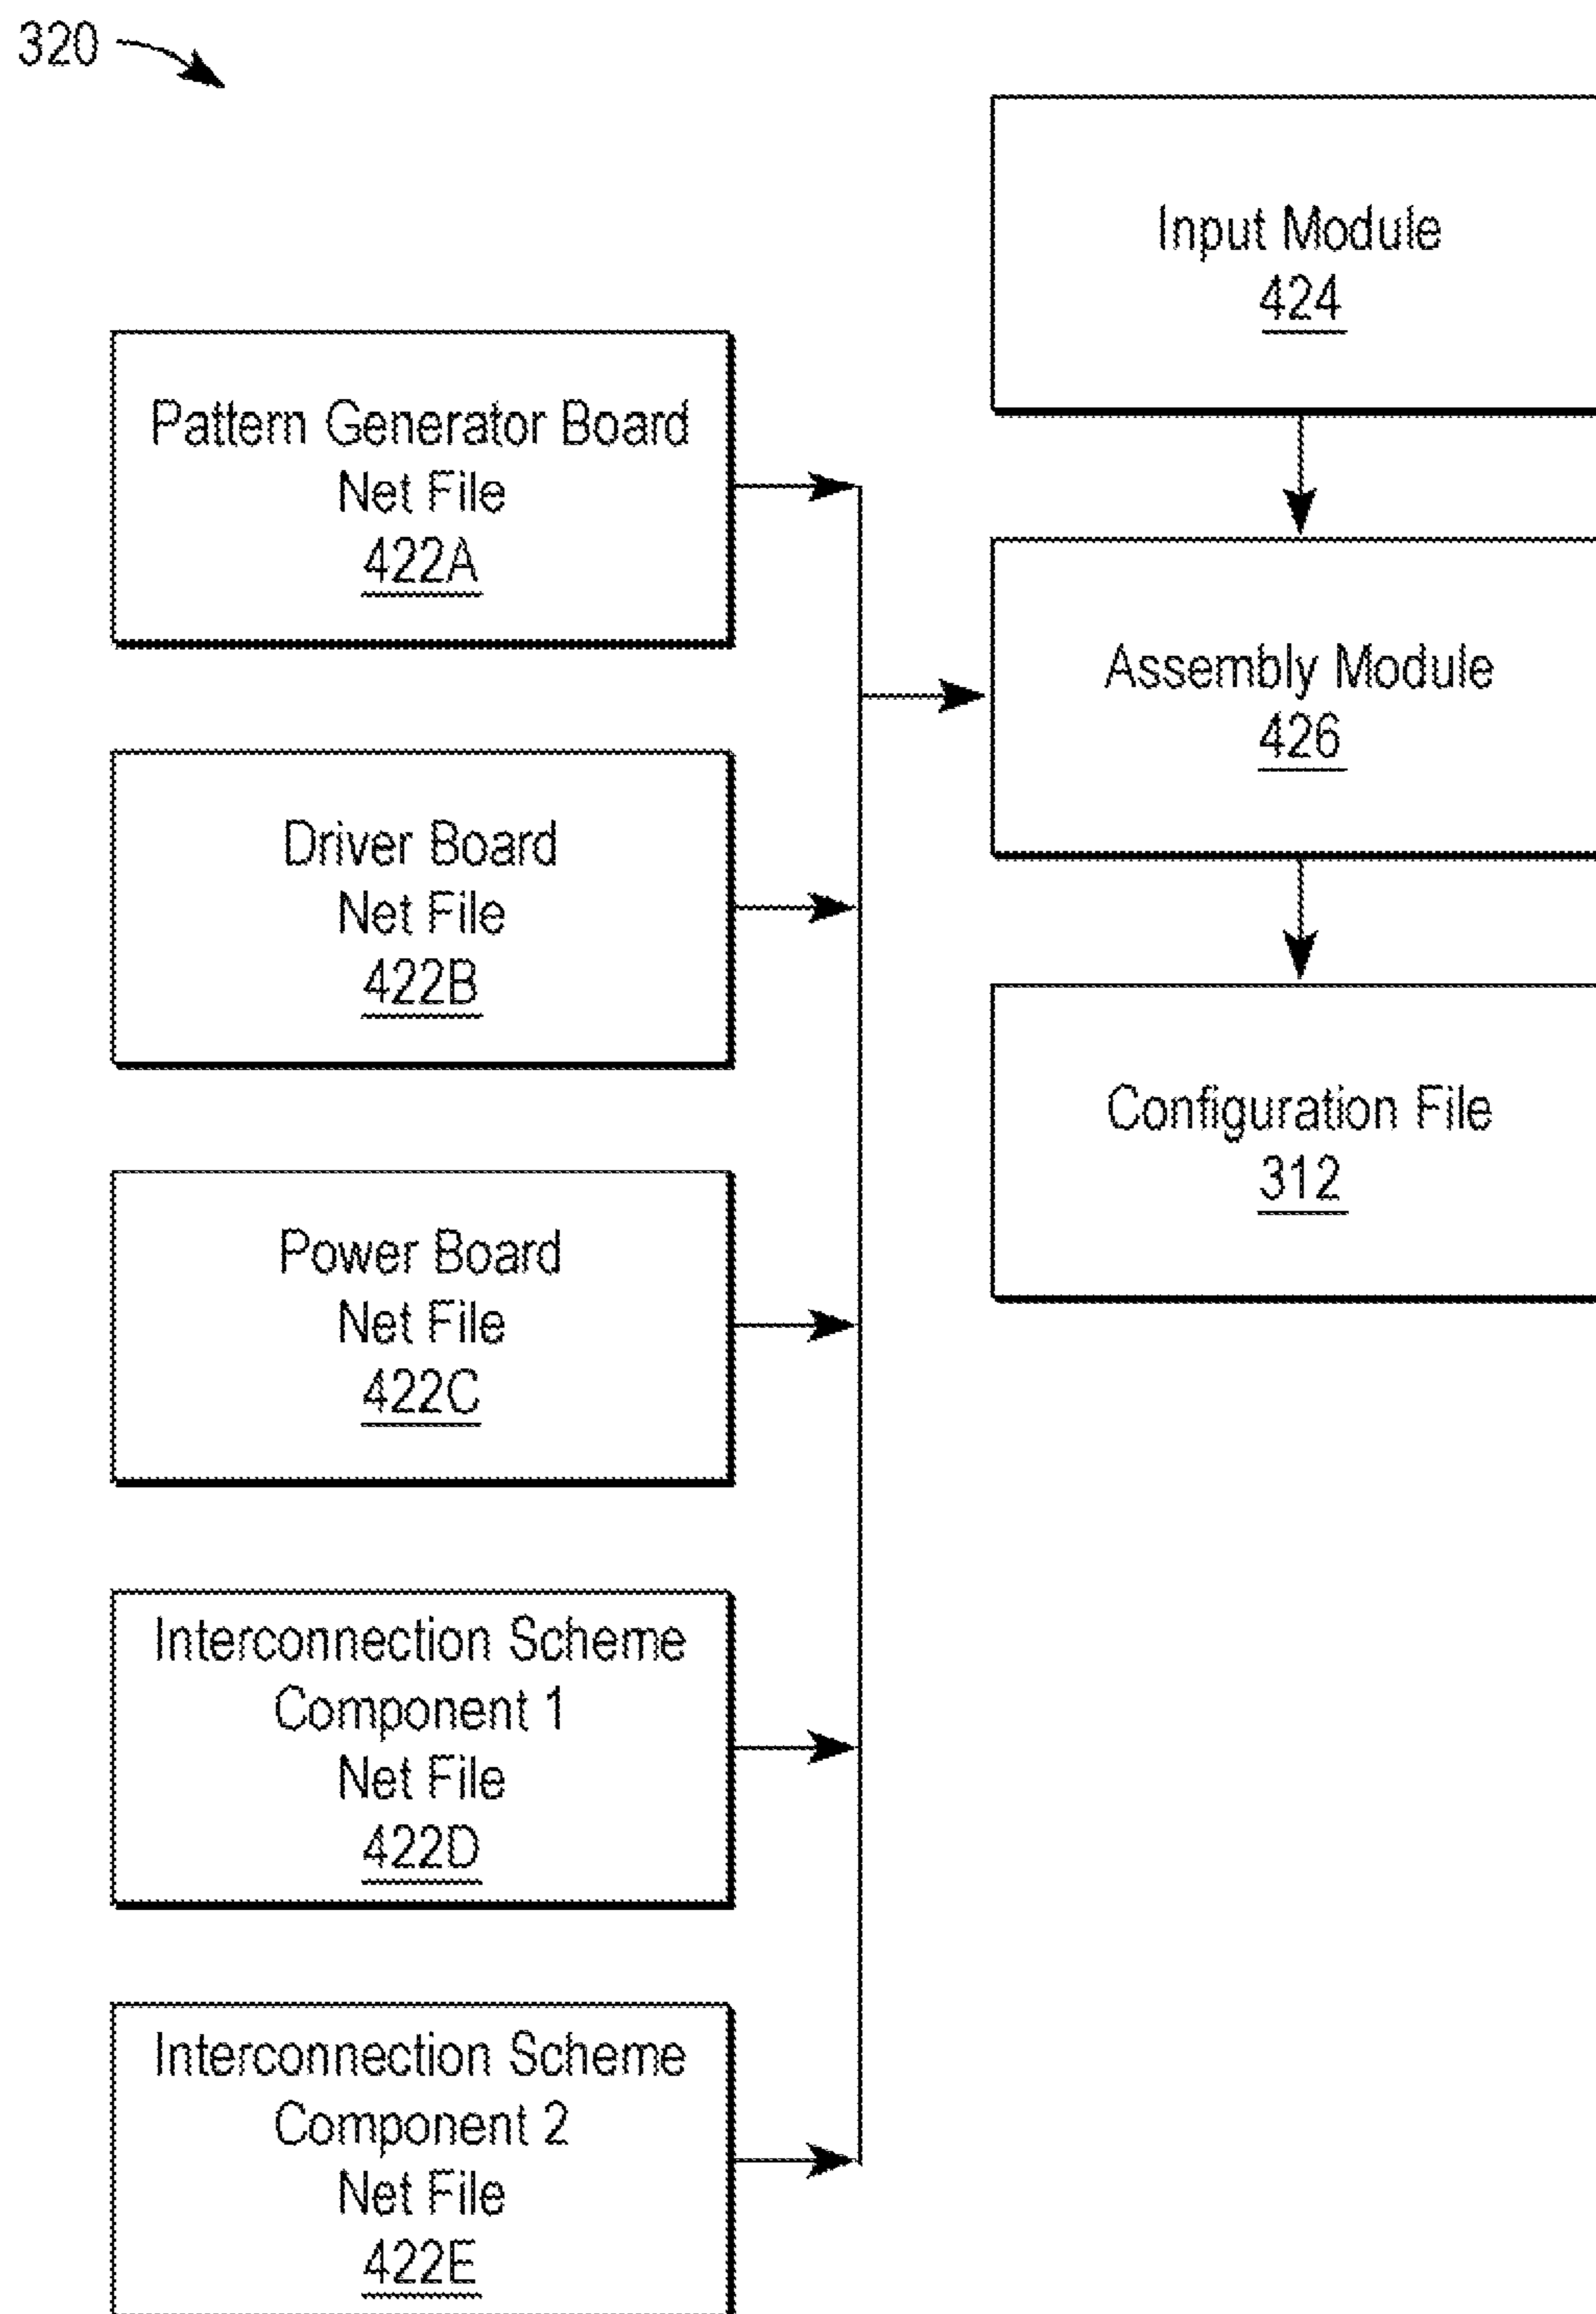 320
Input Module
424
Pattern Generator Board
Net File
422A
Assembly Module
426
Driver Board
Net File
422B
Configuration File
312
Power Board
Net File
422C
Interconnection Scheme
Component 1
Net File
422D
Interconnection Scheme
Component 2
Net File
422E